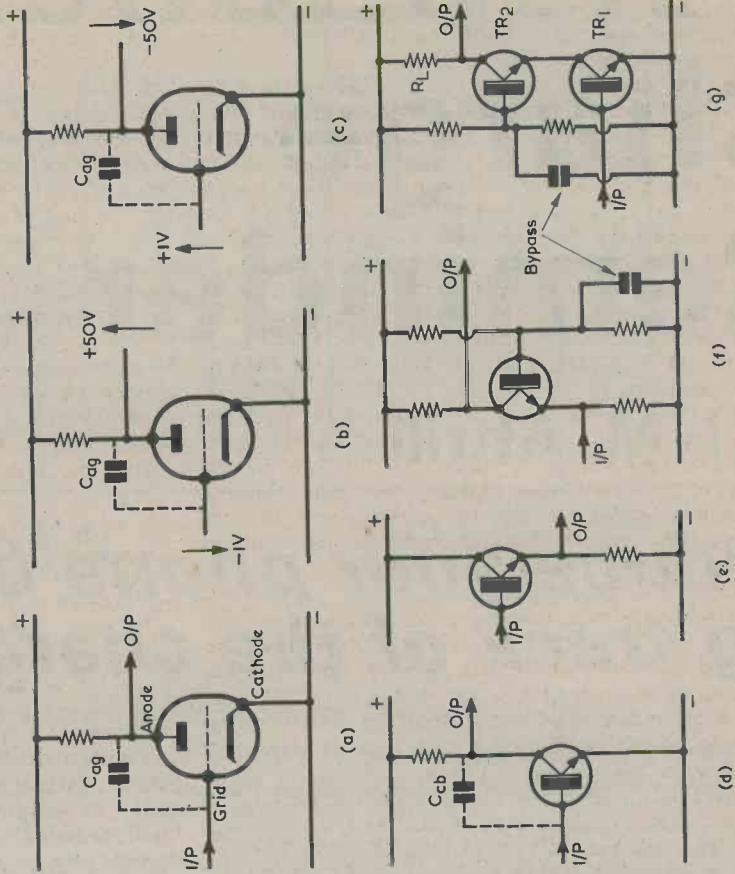 +
Cag
Anode
O/P
I/P
Grid
Cathode
–
(a)
+
Cag
+50V
–1V
–
(b)
+
Cag
–50V
+1V
–
(c)
+
Ccb
O/P
I/P
–
(d)
+
I/P
O/P
–
(e)
+
O/P
I/P
Bypass
–
(f)
+
RL
O/P
TR2
TR1
I/P
–
(g)